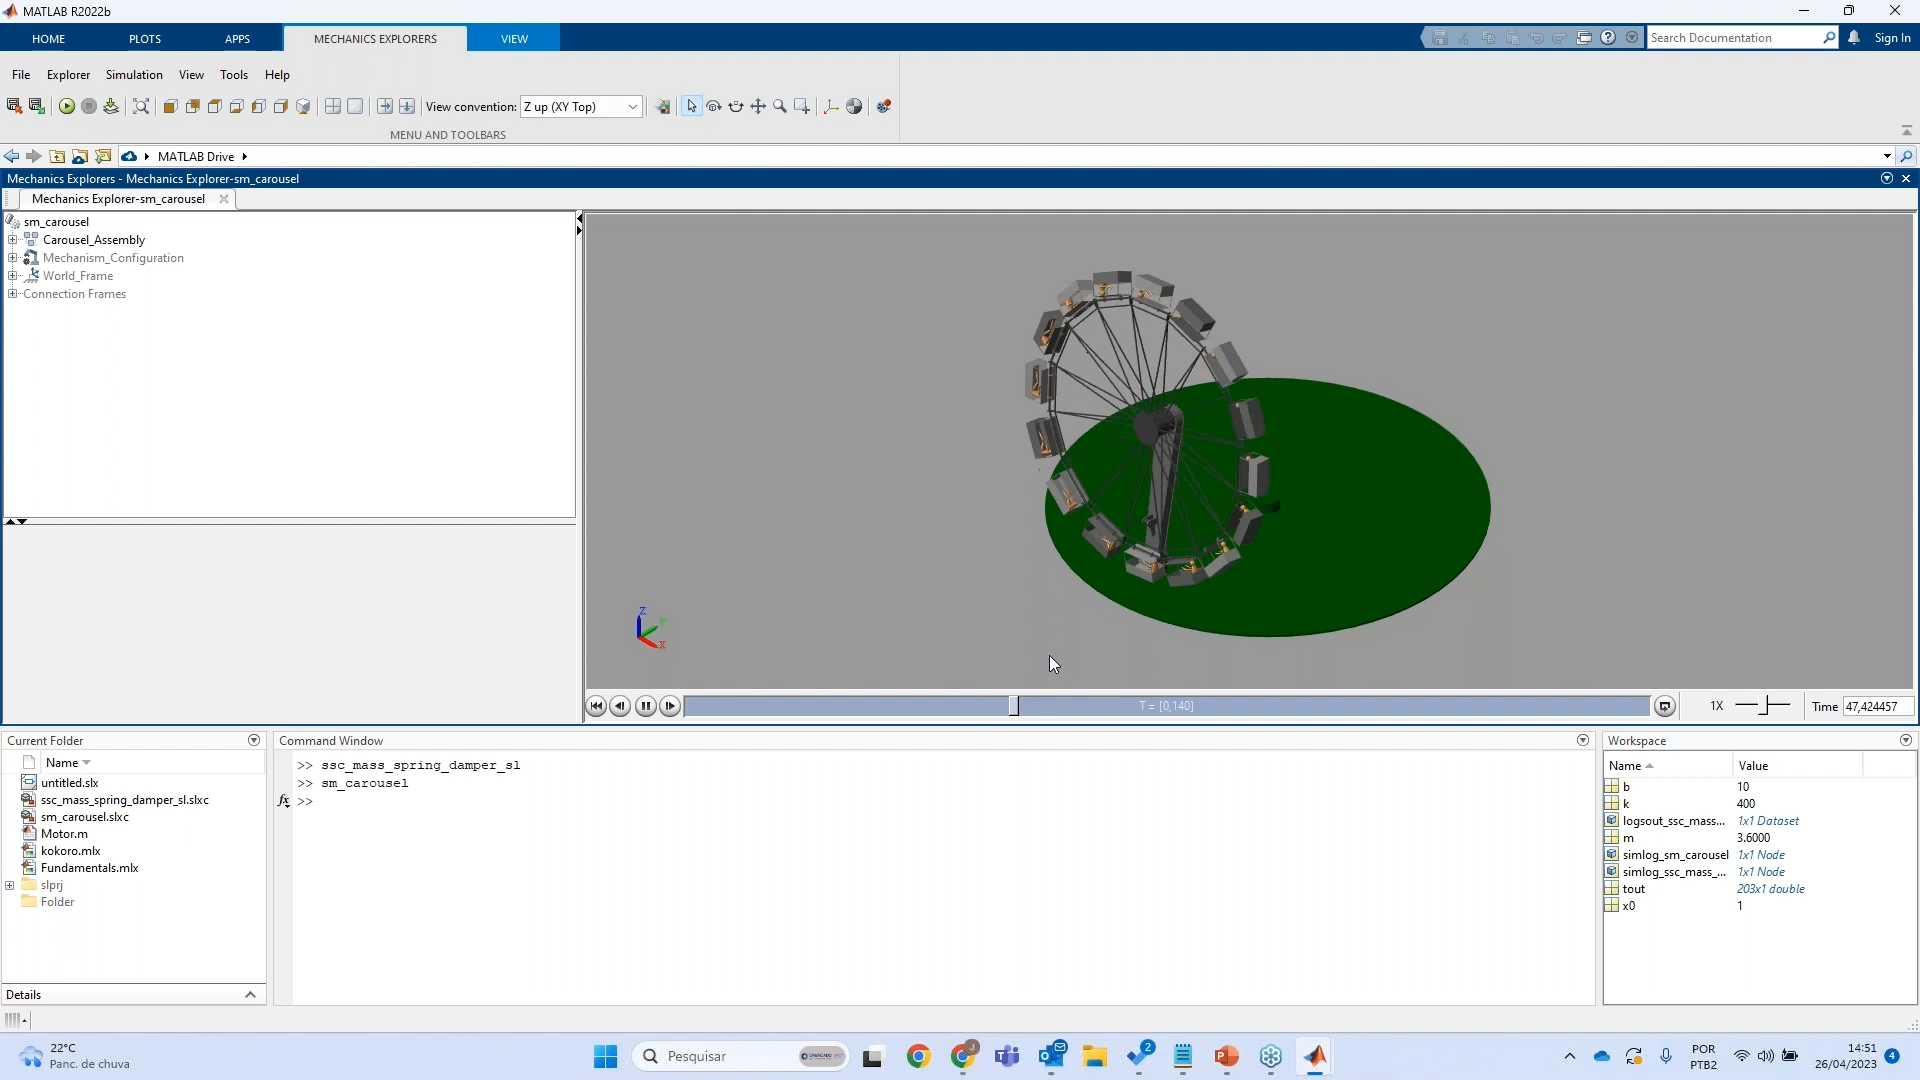 MATLAB R2022b
HOME
PLOTS
APPS
MECHANICS EXPLORERS
VIEW
Search Documentation
Sign In
File
Explorer
Simulation
View
Tools
Help
View convention:
Z up (XY Top)
MENU AND TOOLBARS
MATLAB Drive
Mechanics Explorers - Mechanics Explorer-sm_carousel
Mechanics Explorer-sm_carousel
sm_carousel
Carousel_Assembly
Mechanism_Configuration
World_Frame
Connection Frames
Z
Y
X
T = [0,140]
1X
Time
47,424457
Current Folder
Name
untitled.slx
ssc_mass_spring_damper_sl.slxc
sm_carousel.slxc
Motor.m
kokoro.mlx
Fundamentals.mlx
slprj
Folder
Details
Command Window
>> ssc_mass_spring_damper_sl
>> sm_carousel
fx >>
Workspace
Name
Value
b
10
k
400
logsout_ssc_mass...
1x1 Dataset
m
3.6000
simlog_sm_carousel
1x1 Node
simlog_ssc_mass_...
1x1 Node
tout
203x1 double
x0
1
22°C
Panc. de chuva
Pesquisar
2
POR
PTB2
14:51
26/04/2023
4